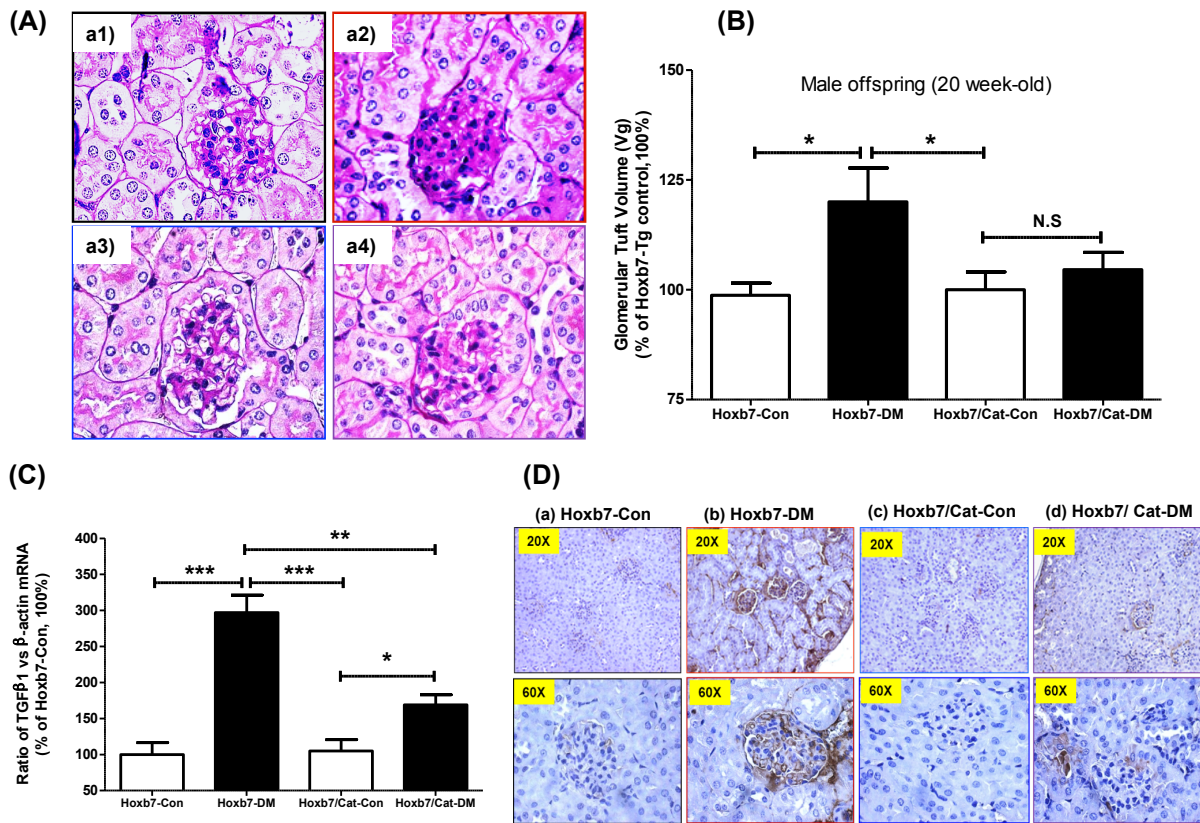 (A)
a1)
a2)
a3)
a4)
(B)
Male offspring (20 week-old)
Glomerular Tuft Volume (Vg)
(% of Hoxb7-Tg control, 100%)
150
125
100
75
*
*
N.S
Hoxb7-Con
Hoxb7-DM
Hoxb7/Cat-Con
Hoxb7/Cat-DM
(C)
Ratio of TGFβ1 vs β-actin mRNA
(% of Hoxb7-Con, 100%)
400
350
300
250
200
150
100
50
**
***
***
*
Hoxb7-Con
Hoxb7-DM
Hoxb7/Cat-Con
Hoxb7/Cat-DM
(D)
(a) Hoxb7-Con
(b) Hoxb7-DM
(c) Hoxb7/Cat-Con
(d) Hoxb7/ Cat-DM
20X
20X
20X
20X
60X
60X
60X
60X